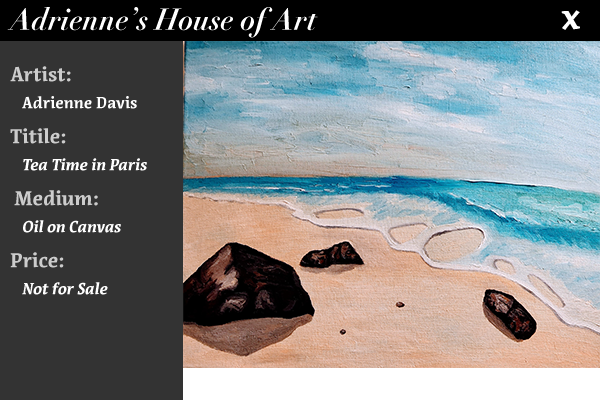 Adrienne's House of Art X
Artist:
Adrienne Davis
Titile:
Tea Time in Paris
Medium:
Oil on Canvas
Price:
Not for Sale